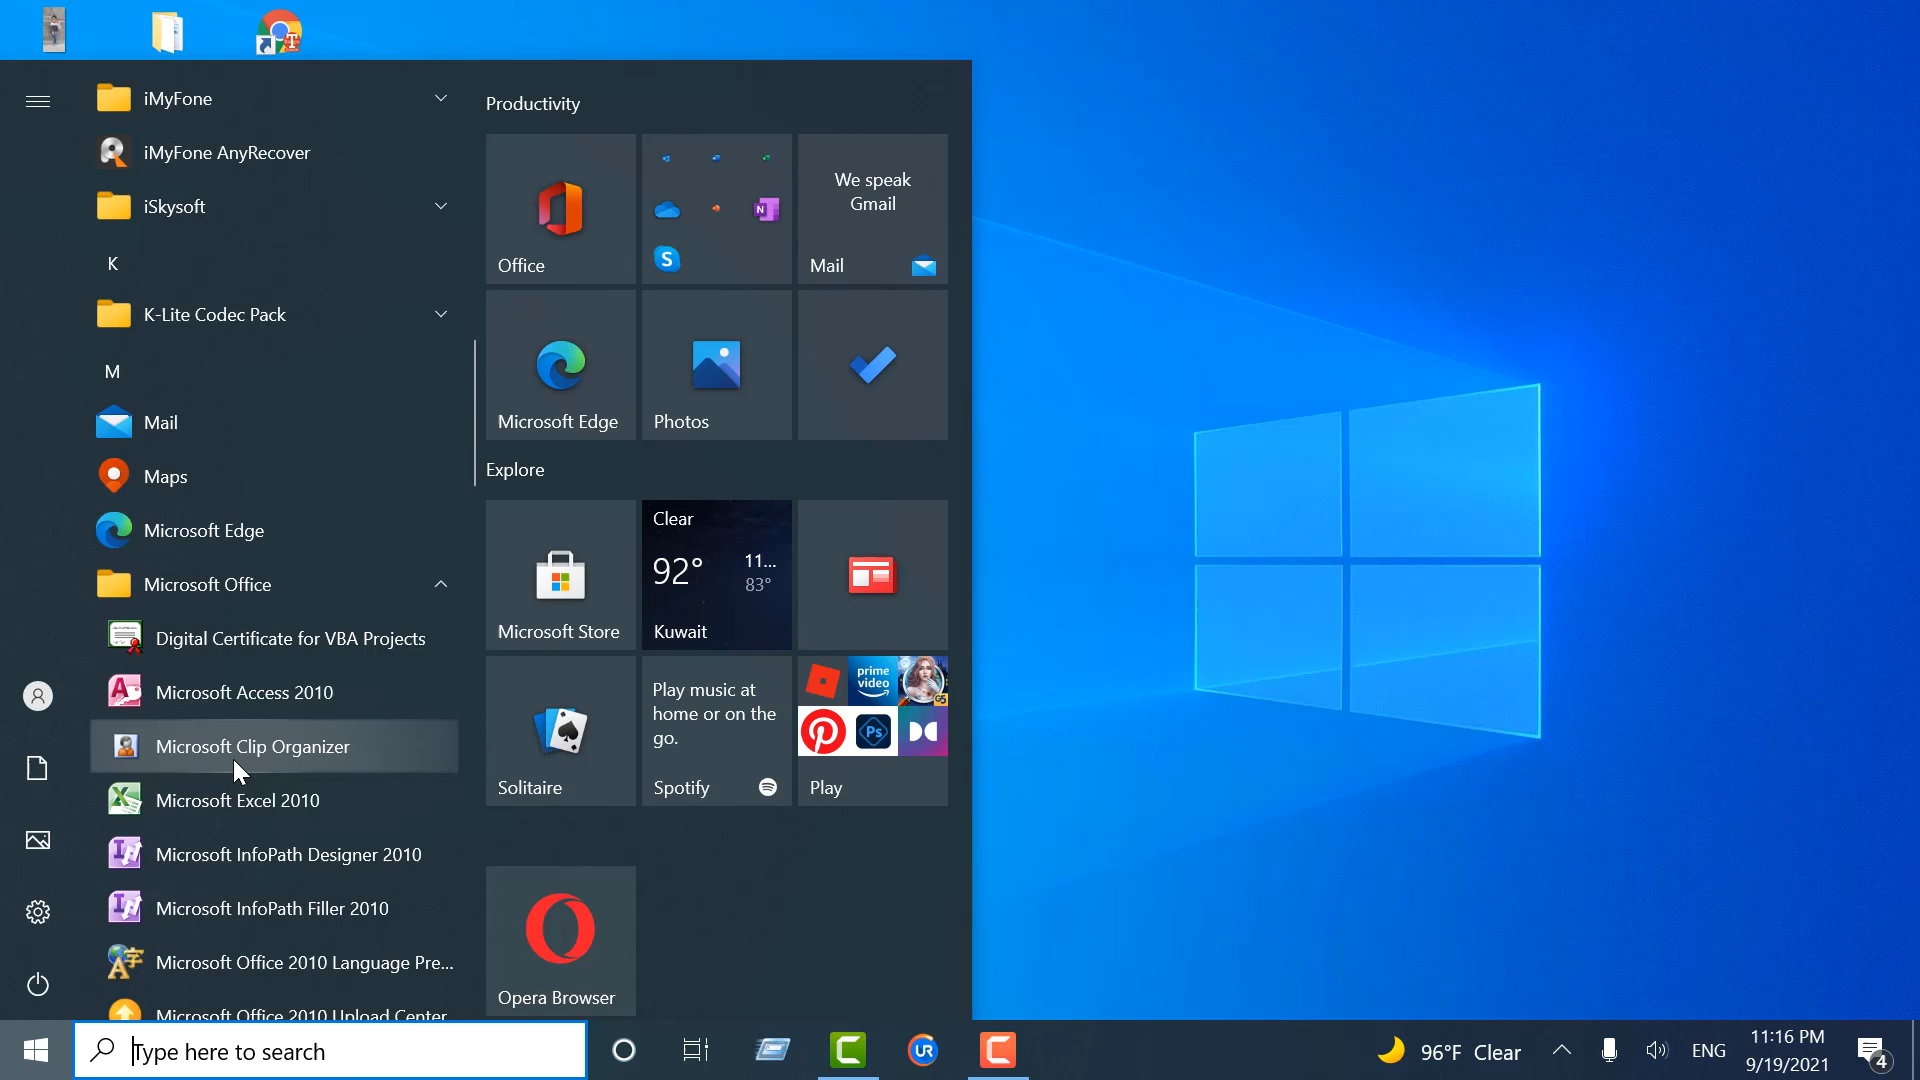 iMyFone
iMyFone AnyRecover
iSkysoft
K
K-Lite Codec Pack
M
Mail
Maps
Microsoft Edge
Microsoft Office
Digital Certificate for VBA Projects
Microsoft Access 2010
Microsoft Clip Organizer
Microsoft Excel 2010
Microsoft InfoPath Designer 2010
Microsoft InfoPath Filler 2010
Microsoft Office 2010 Language Pre...
Microsoft Office 2010 Upload Center
Productivity
Office
N
S
We speak
Gmail
Mail
Microsoft Edge
Photos
Explore
Microsoft Store
Clear
92°
11...
83°
Kuwait
Solitaire
Play music at
home or on the
go.
Spotify
prime
video
G5
Ps
Play
Opera Browser
Type here to search
UR
96°F Clear
ENG
11:16 PM
9/19/2021
4